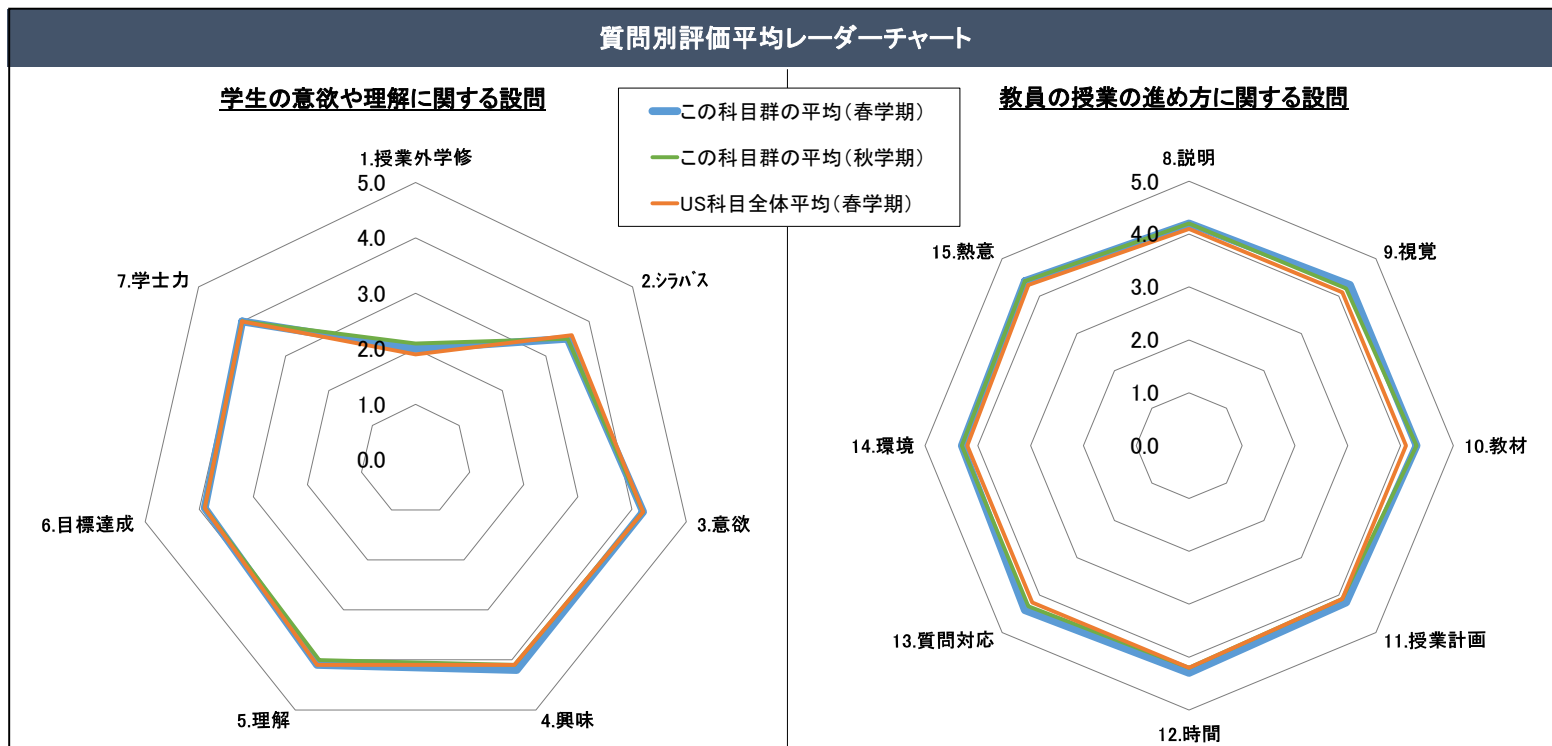 質問別評価平均レーダーチャート
学生の意欲や理解に関する設問
この科目群の平均(春学期)
この科目群の平均(秋学期)
US科目全体平均(春学期)
教員の授業の進め方に関する設問
1.授業外学修
2.シラバス
3.意欲
4.興味
5.理解
6.目標達成
7.学士力
5.0
4.0
3.0
2.0
1.0
0.0
8.説明
9.視覚
10.教材
11.授業計画
12.時間
13.質問対応
14.環境
15.熱意
5.0
4.0
3.0
2.0
1.0
0.0